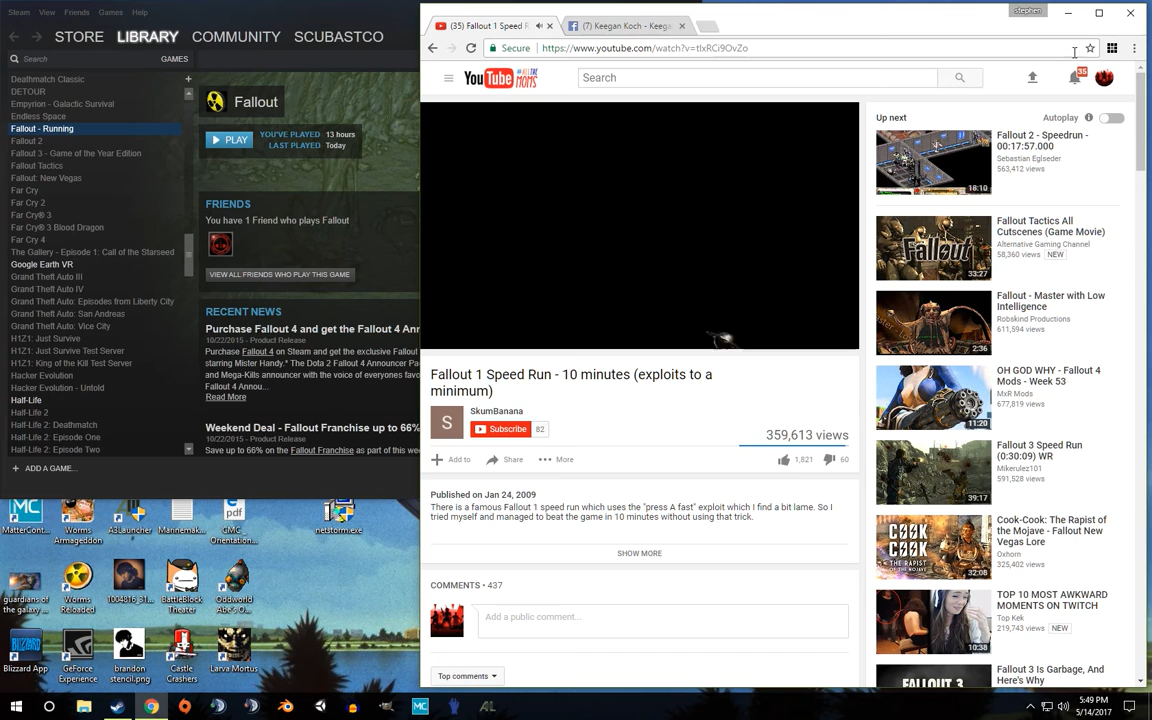 Steam View Friends Games Help
STORE LIBRARY COMMUNITY SCUBASTCO
Search GAMES
Deathmatch Classic
DETOUR
Empyrion - Galactic Survival
Endless Space
Fallout - Running
Fallout 2
Fallout 3 - Game of the Year Edition
Fallout Tactics
Fallout: New Vegas
Far Cry
Far Cry 2
Far Cry® 3
Far Cry® 3 Blood Dragon
Far Cry 4
The Gallery - Episode 1: Call of the Starseed
Google Earth VR
Grand Theft Auto III
Grand Theft Auto IV
Grand Theft Auto: Episodes from Liberty City
Grand Theft Auto: San Andreas
Grand Theft Auto: Vice City
H1Z1: Just Survive
H1Z1: Just Survive Test Server
H1Z1: King of the Kill Test Server
Hacker Evolution
Hacker Evolution - Untold
Half-Life
Half-Life 2
Half-Life 2: Deathmatch
Half-Life 2: Episode One
Half-Life 2: Episode Two
+ ADD A GAME...
Fallout
PLAY
YOU'VE PLAYED 13 hours
LAST PLAYED Today
FRIENDS
You have 1 Friend who plays Fallout
VIEW ALL FRIENDS WHO PLAY THIS GAME
RECENT NEWS
Purchase Fallout 4 and get the Fallout 4 Ann
10/22/2015 - Product Release
Purchase Fallout 4 on Steam and get the exclusive Fallout
starring Mister Handy.* The Dota 2 Fallout 4 Announcer Pa
and Mega-Kills announcer with the voice of everyones favo
Fallout 4 Annou...
Read More
Weekend Deal - Fallout Franchise up to 66%
10/22/2015 - Product Release
Save up to 66% on the Fallout Franchise as part of this wee
stephen
(35) Fallout 1 Speed R
(7) Keegan Koch - Keega
Secure https://www.youtube.com/watch?v=tlxRCi9OvZo
YouTube #ALL THE MOMS
Search
35
Fallout 1 Speed Run - 10 minutes (exploits to a
minimum)
S
SkumBanana
Subscribe 82
359,613 views
Add to Share More 1,821 60
Published on Jan 24, 2009
There is a famous Fallout 1 speed run which uses the "press A fast" exploit which I find a bit lame. So I
tried myself and managed to beat the game in 10 minutes without using that trick.
SHOW MORE
COMMENTS • 437
Add a public comment...
Top comments
Up next Autoplay
Fallout 2 - Speedrun -
00:17:57.000
Sebastian Eglseder
563,412 views
18:10
Fallout Tactics All
Cutscenes (Game Movie)
Alternative Gaming Channel
58,360 views NEW
Fallout
33:27
Fallout - Master with Low
Intelligence
Robskind Productions
611,594 views
2:36
OH GOD WHY - Fallout 4
Mods - Week 53
MxR Mods
677,819 views
11:20
Fallout 3 Speed Run
(0:30:09) WR
Mikerulez101
591,528 views
39:17
Cook-Cook: The Rapist of
the Mojave - Fallout New
Vegas Lore
Oxhorn
325,402 views
COOK COOK
THE RAPIST OF THE MOJAVE
32:08
TOP 10 MOST AWKWARD
MOMENTS ON TWITCH
Top Kek
219,743 views NEW
10:38
Fallout 3 Is Garbage, And
Here's Why
FALLOUT 3
MatterCont...
Worms
Armageddon
A3Launcher
Mannemak...
pdf
CMC
Orientation...
netstorm.exe
guardians of
the galaxy ...
Worms
Reloaded
1004816_31...
BattleBlock
Theater
Oddworld
Abe's O...
BLIZZARD
Blizzard App
GeForce
Experience
brandon
stencil.png
Castle
Crashers
Larva Mortus
5:49 PM
5/14/2017